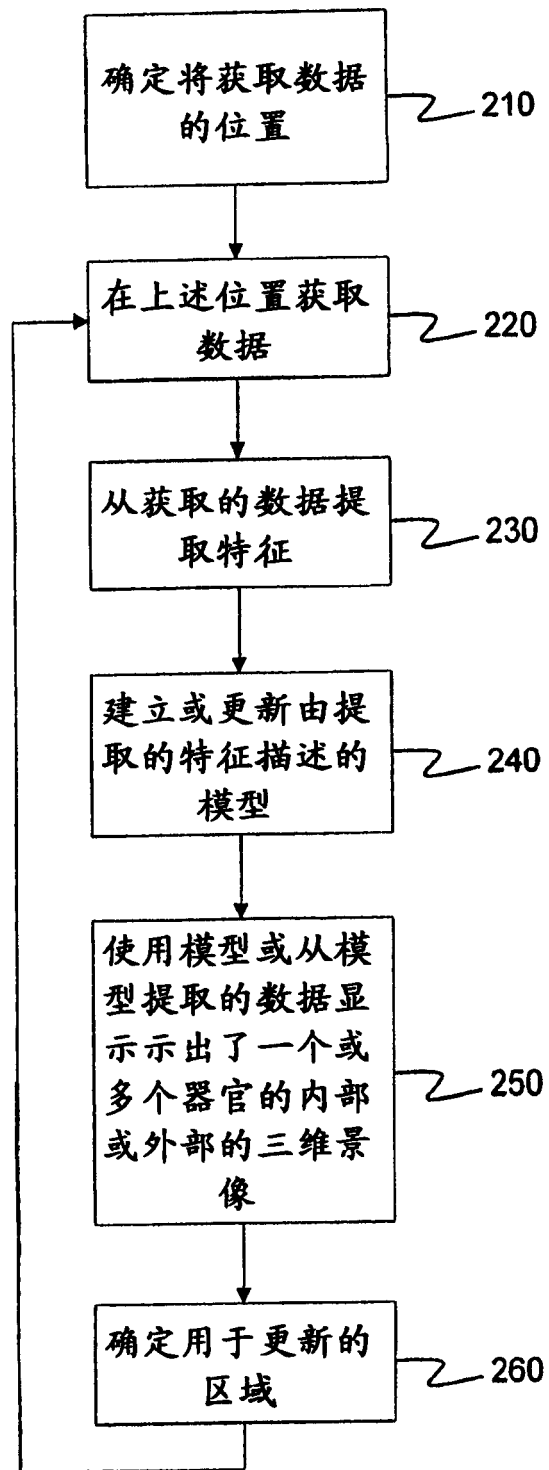 确定将获取数据
的位置
210
在上述位置获取
数据
220
从获取的数据提
取特征
230
建立或更新由提
取的特征描述的
模型
240
使用模型或从模
型提取的数据显
示示出了一个或
多个器官的内部
或外部的三维景
像
250
确定用于更新的
区域
260